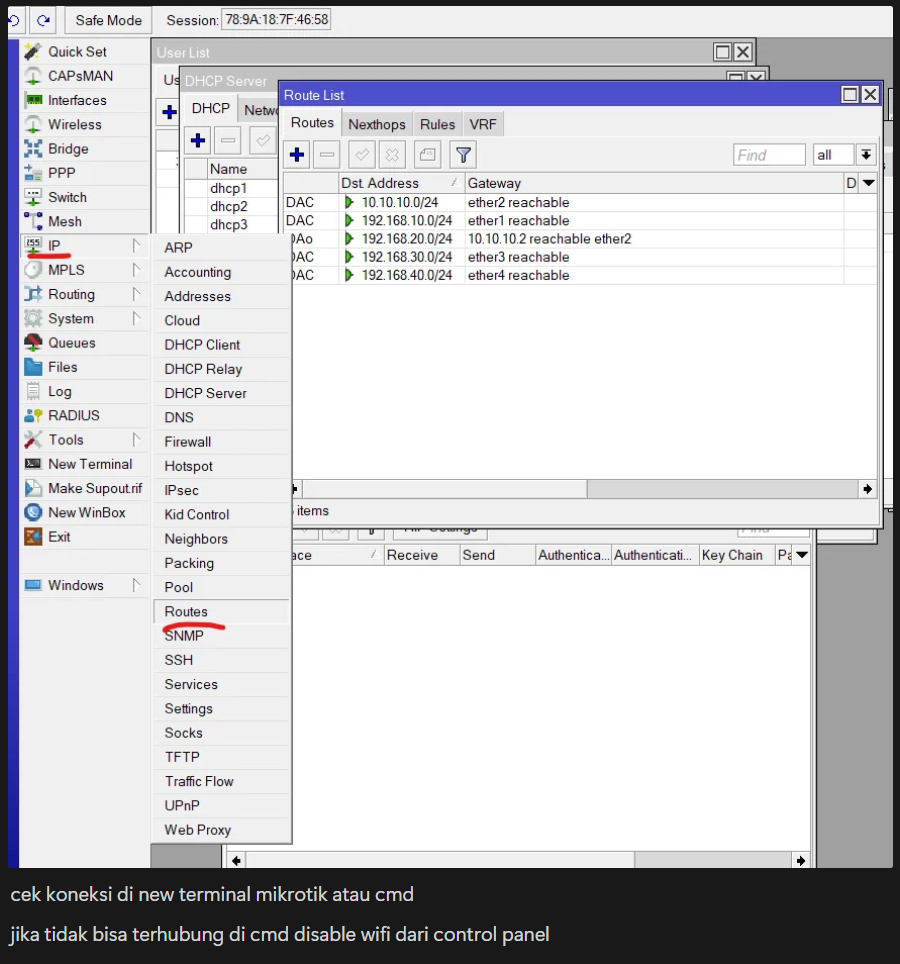 Safe Mode Session: 78:9A:18:7F:46:58
Quick Set
CAPsMAN
Interfaces
Wireless
Bridge
PPP
Switch
Mesh
IP
MPLS
Routing
System
Queues
Files
Log
RADIUS
Tools
New Terminal
Make Supout.rif
New WinBox
Exit
Windows
User List
Us
DHCP Server
DHCP Netwo
Name
dhcp1
dhcp2
dhcp3
ARP
Accounting
Addresses
Cloud
DHCP Client
DHCP Relay
DHCP Server
DNS
Firewall
Hotspot
IPsec
Kid Control
Neighbors
Packing
Pool
Routes
SNMP
SSH
Services
Settings
Socks
TFTP
Traffic Flow
UPnP
Web Proxy
Route List
Routes Nexthops Rules VRF
Find all
Dst. Address Gateway D
DAC 10.10.10.0/24 ether2 reachable
DAC 192.168.10.0/24 ether1 reachable
DAo 192.168.20.0/24 10.10.10.2 reachable ether2
DAC 192.168.30.0/24 ether3 reachable
DAC 192.168.40.0/24 ether4 reachable
items
ace Receive Send Authentica... Authenticati... Key Chain Pa
cek koneksi di new terminal mikrotik atau cmd
jika tidak bisa terhubung di cmd disable wifi dari control panel